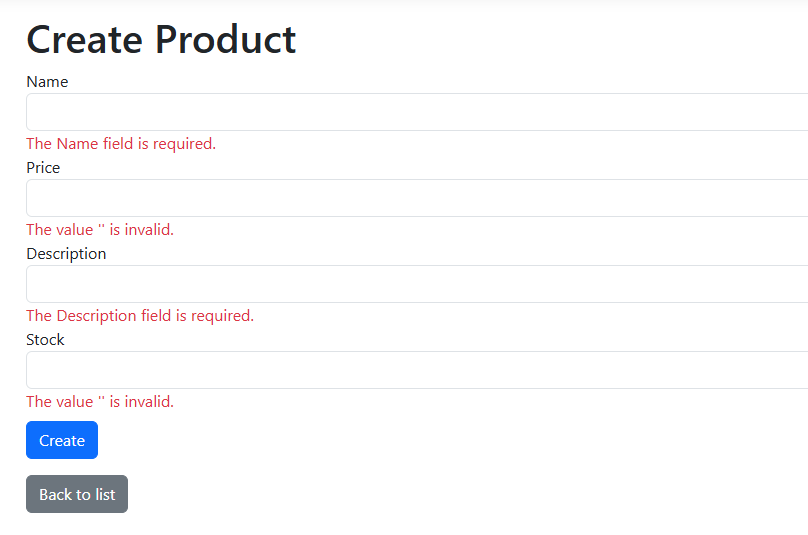 Create Product
Name
The Name field is required.
Price
The value '' is invalid.
Description
The Description field is required.
Stock
The value '' is invalid.
Create
Back to list